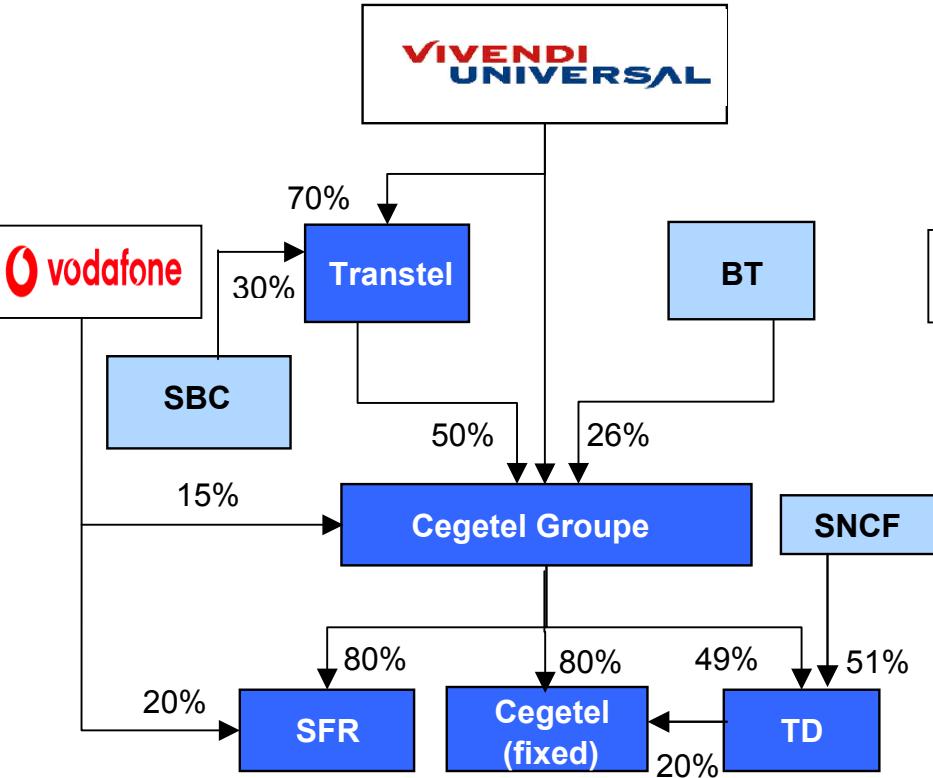 VIVENDI
UNIVERSAL
70%
vodafone
30%
Transtel
BT
SBC
50%
26%
15%
Cegetel Groupe
SNCF
80%
80%
49%
51%
20%
SFR
Cegetel
(fixed)
TD
20%